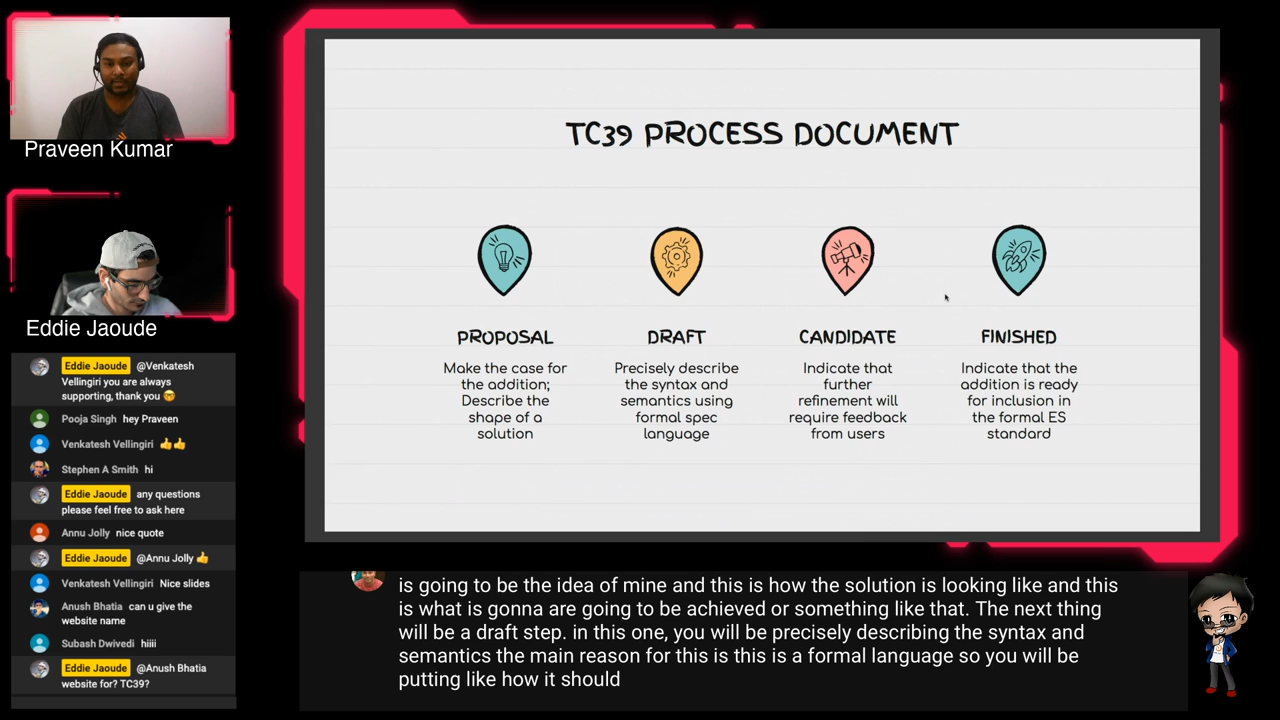 Praveen Kumar
Eddie Jaoude
Eddie Jaoude @Venkatesh
Vellingiri you are always
supporting, thank you 🤓
Pooja Singh hey Praveen
Venkatesh Vellingiri 👍👍
Stephen A Smith hi
Eddie Jaoude any questions
please feel free to ask here
Annu Jolly nice quote
Eddie Jaoude @Annu Jolly 👍
Venkatesh Vellingiri Nice slides
Anush Bhatia can u give the
website name
Subash Dwivedi hiiii
Eddie Jaoude @Anush Bhatia
website for? TC39?
TC39 PROCESS DOCUMENT
PROPOSAL
Make the case for
the addition;
Describe the
shape of a
solution
DRAFT
Precisely describe
the syntax and
semantics using
formal spec
language
CANDIDATE
Indicate that
further
refinement will
require feedback
from users
FINISHED
Indicate that the
addition is ready
for inclusion in
the formal ES
standard
is going to be the idea of mine and this is how the solution is looking like and this
is what is gonna are going to be achieved or something like that. The next thing
will be a draft step. in this one, you will be precisely describing the syntax and
semantics the main reason for this is this is a formal language so you will be
putting like how it should